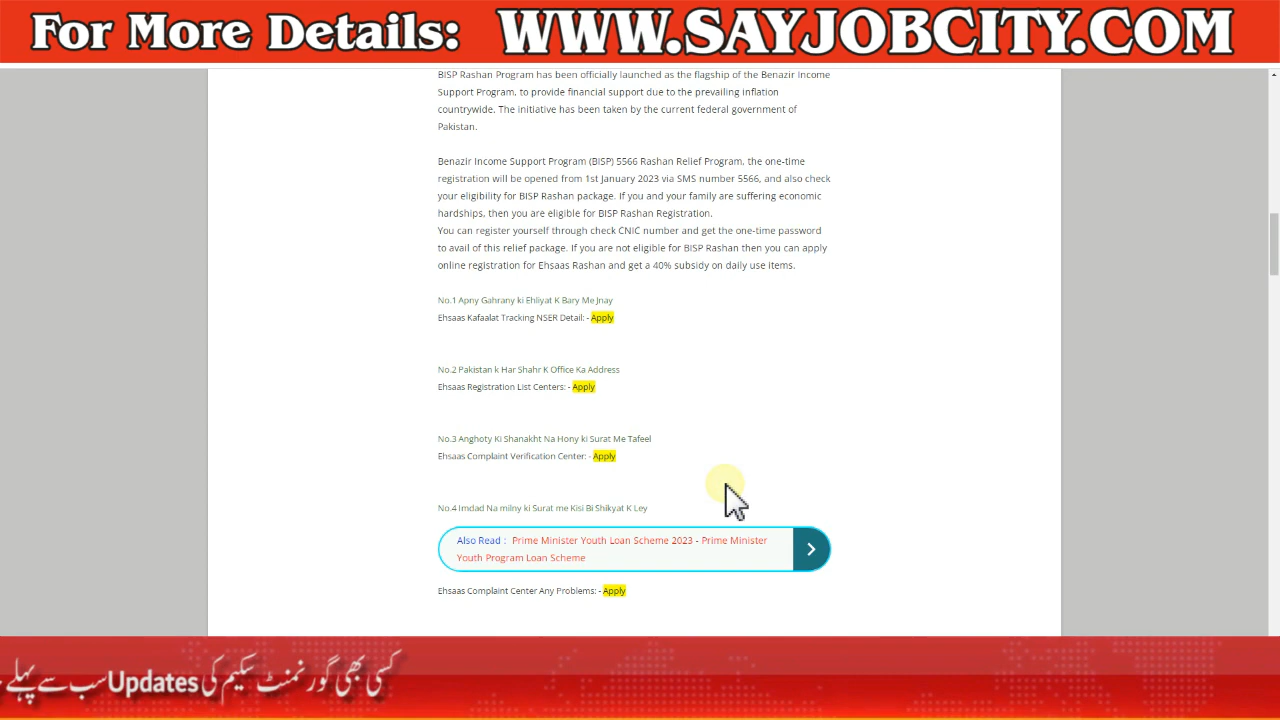 For More Details: WWW.SAYJOBCITY.COM
BISP Rashan Program has been officially launched as the flagship of the Benazir Income
Support Program, to provide financial support due to the prevailing inflation
countrywide. The initiative has been taken by the current federal government of
Pakistan.
Benazir Income Support Program (BISP) 5566 Rashan Relief Program, the one-time
registration will be opened from 1st January 2023 via SMS number 5566, and also check
your eligibility for BISP Rashan package. If you and your family are suffering economic
hardships, then you are eligible for BISP Rashan Registration.
You can register yourself through check CNIC number and get the one-time password
to avail of this relief package. If you are not eligible for BISP Rashan then you can apply
online registration for Ehsaas Rashan and get a 40% subsidy on daily use items.
No.1 Apny Gahrany ki Ehliyat K Bary Me Jnay
Ehsaas Kafaalat Tracking NSER Detail: - Apply
No.2 Pakistan k Har Shahr K Office Ka Address
Ehsaas Registration List Centers: - Apply
No.3 Anghoty Ki Shanakht Na Hony ki Surat Me Tafeel
Ehsaas Complaint Verification Center: - Apply
No.4 Imdad Na milny ki Surat me Kisi Bi Shikyat K Ley
Also Read : Prime Minister Youth Loan Scheme 2023 - Prime Minister
Youth Program Loan Scheme
Ehsaas Complaint Center Any Problems: - Apply
کسی بھی گورنمنٹ سکیم کی Updates سب سے پہلے